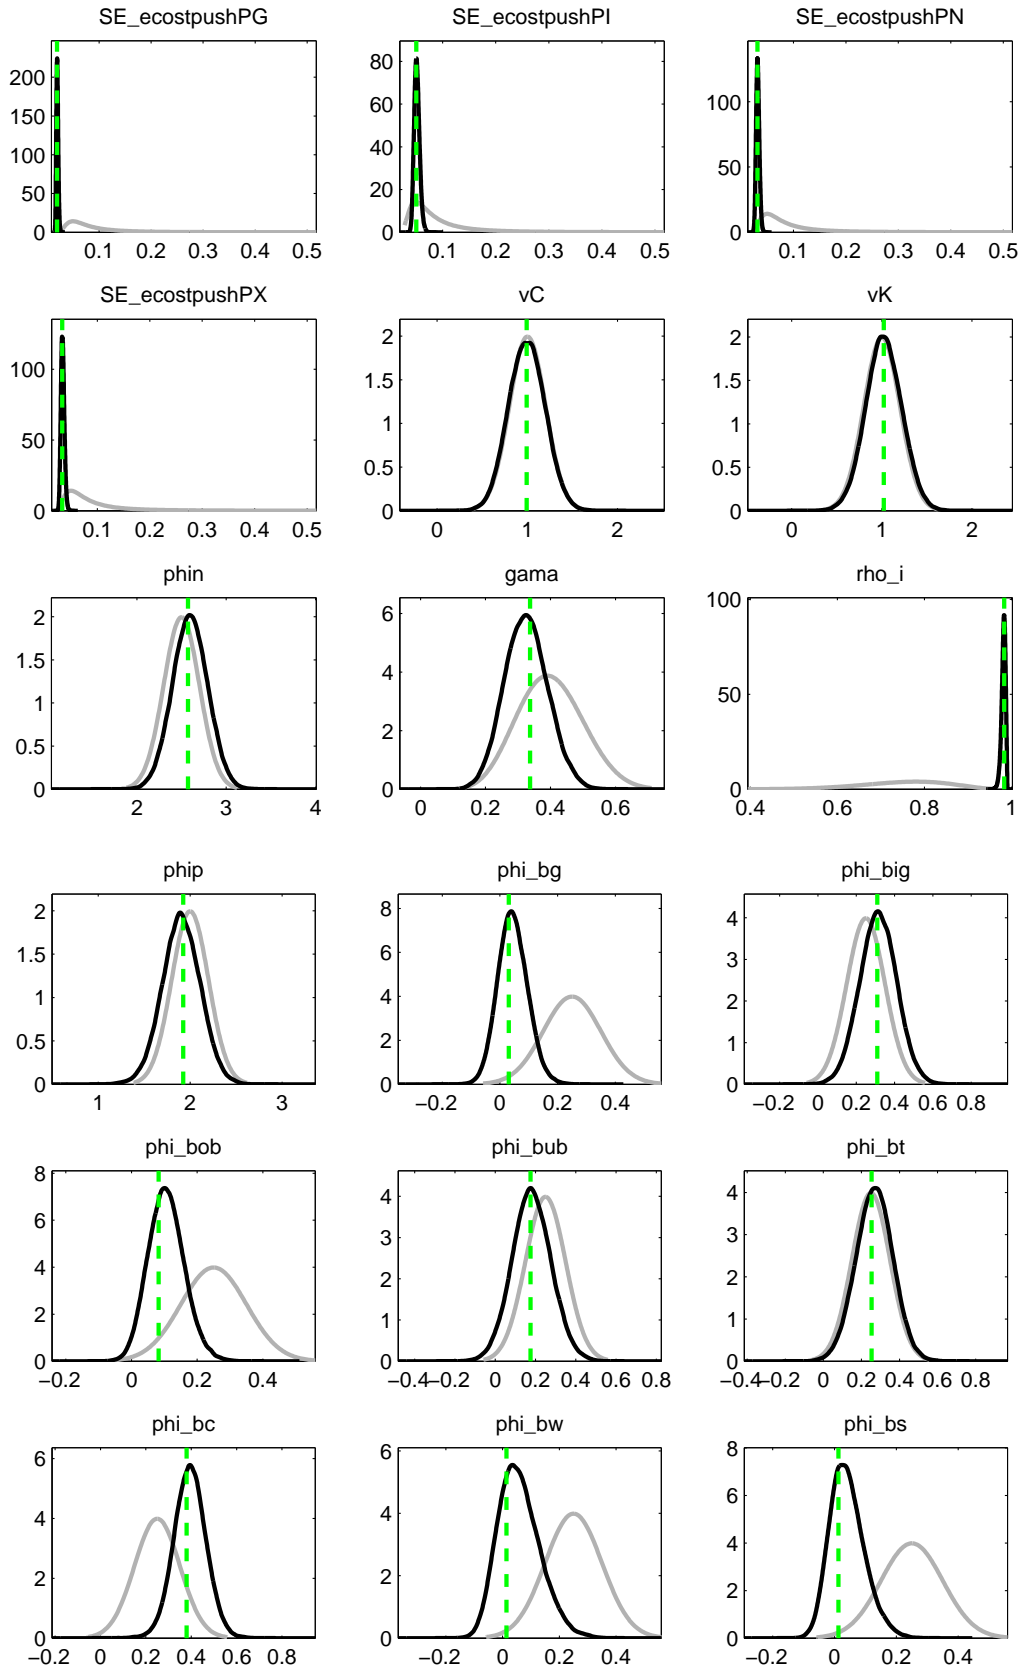 SE_ecostpushPG SE_ecostpushPI SE_ecostpushPN
200 150 100 50 0
80 60 40 20 0
100 50 0
0.1 0.2 0.3 0.4 0.5 0.1 0.2 0.3 0.4 0.5 0.1 0.2 0.3 0.4 0.5
SE_ecostpushPX vC vK
100 50 0
2 1.5 1 0.5 0
2 1.5 1 0.5 0
0.1 0.2 0.3 0.4 0.5 0 1 2 0 1 2
phin gama rho_i
2 1.5 1 0.5 0
6 4 2 0
100 50 0
2 3 4 0 0.2 0.4 0.6 0.4 0.6 0.8 1
phip phi_bg phi_big
2 1.5 1 0.5 0
8 6 4 2 0
4 3 2 1 0
1 2 3 −0.2 0 0.2 0.4 −0.2 0 0.2 0.4 0.6 0.8
phi_bob phi_bub phi_bt
8 6 4 2 0
4 3 2 1 0
4 3 2 1 0
−0.2 0 0.2 0.4 −0.4−0.2 0 0.2 0.4 0.6 0.8 −0.4−0.2 0 0.2 0.4 0.6 0.8
phi_bc phi_bw phi_bs
8 6 4 2 0
6 4 2 0
8 6 4 2 0
−0.2 0 0.2 0.4 0.6 0.8 −0.2 0 0.2 0.4 −0.2 0 0.2 0.4